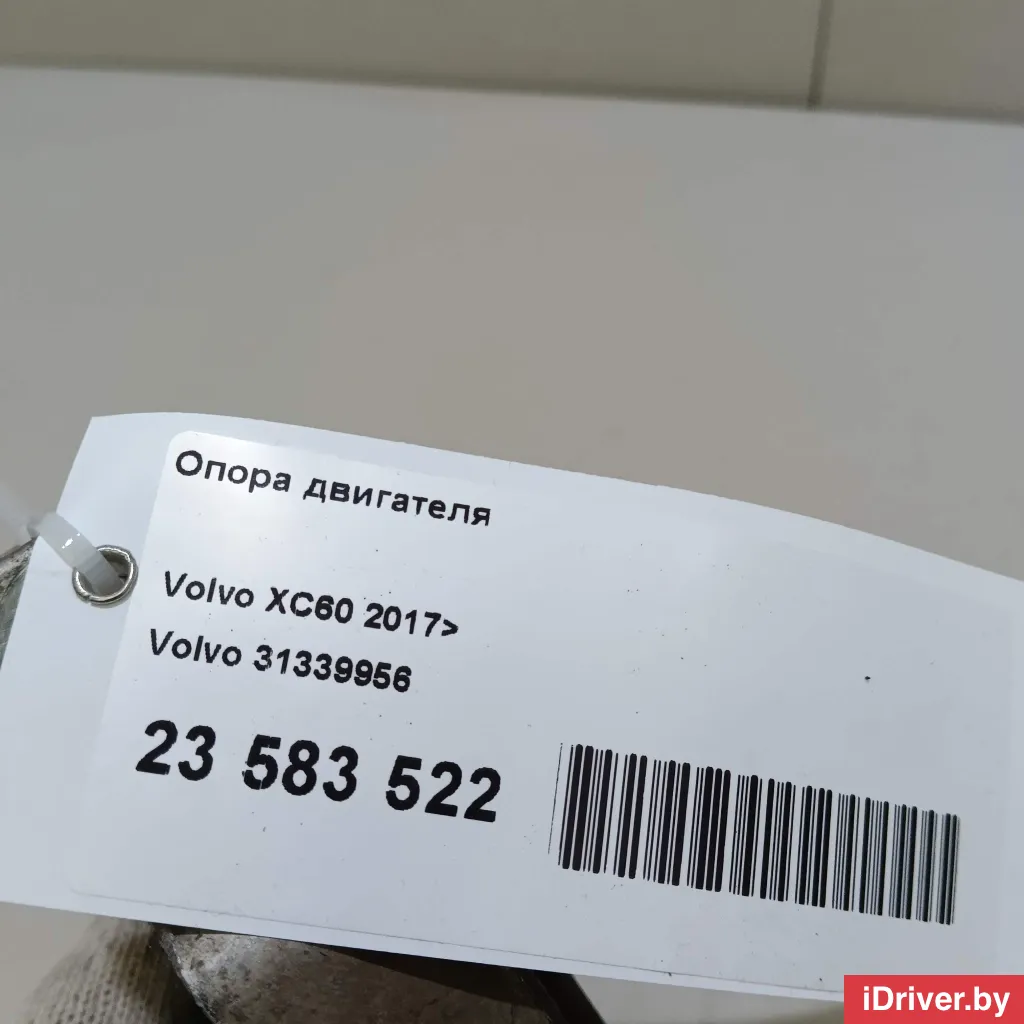 Опора двигателя
Volvo XC60 2017>
Volvo 31339956
23 583 522
iDriver.by